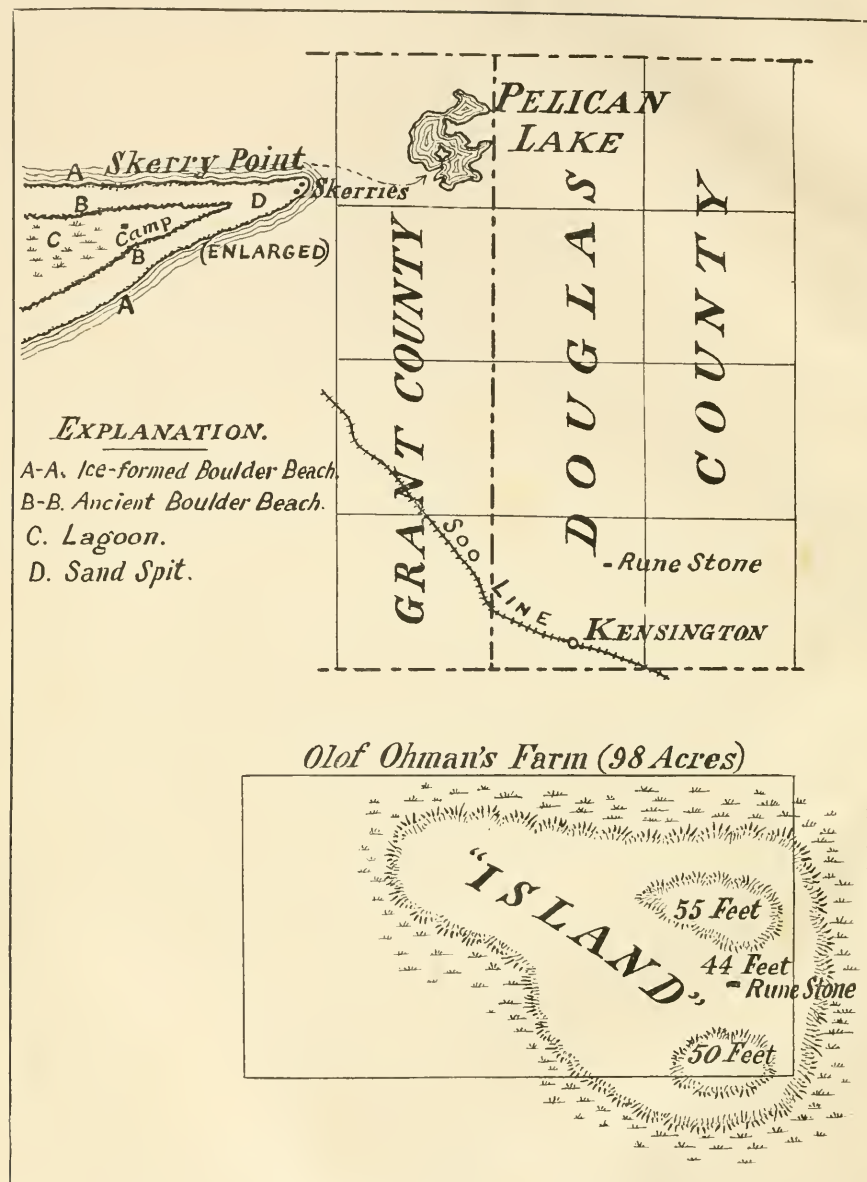 PELICAN
LAKE
A
Skerry Point
Skerries
B
D
C
Camp
B
(ENLARGED)
A
GRANT COUNTY
DOUGLAS
COUNTY
EXPLANATION.
A-A. Ice-formed Boulder Beach.
B-B. Ancient Boulder Beach.
C. Lagoon.
D. Sand Spit.
SOO LINE
Rune Stone
KENSINGTON
Olof Ohman's Farm (98 Acres)
"ISLAND"
55 Feet
44 Feet
Rune Stone
50 Feet